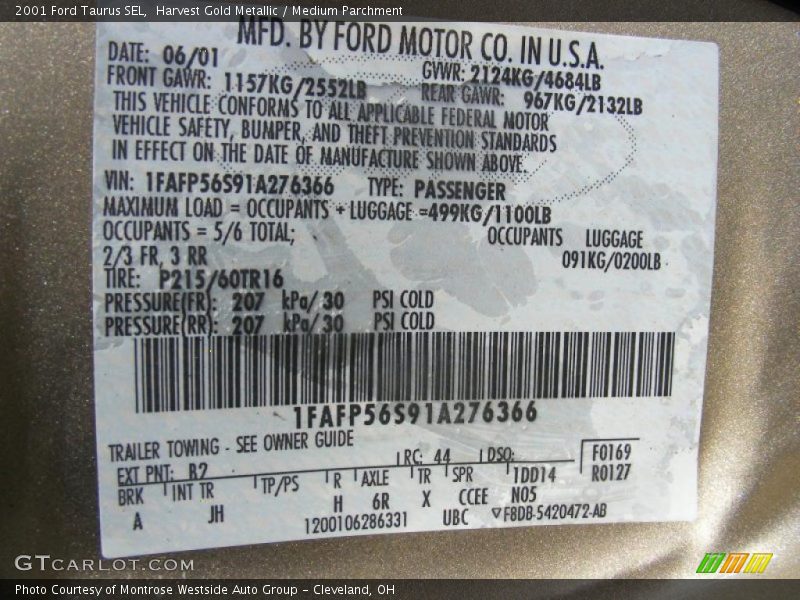 2001 Ford Taurus SEL, Harvest Gold Metallic / Medium Parchment
MFD. BY FORD MOTOR CO. IN U.S.A.
DATE: 06/01 GVWR: 2124KG/4684LB
FRONT GAWR: 1157KG/2552LB REAR GAWR: 967KG/2132LB
THIS VEHICLE CONFORMS TO ALL APPLICABLE FEDERAL MOTOR
VEHICLE SAFETY, BUMPER, AND THEFT PREVENTION STANDARDS
IN EFFECT ON THE DATE OF MANUFACTURE SHOWN ABOVE.
VIN: 1FAFP56S91A276366 TYPE: PASSENGER
MAXIMUM LOAD = OCCUPANTS + LUGGAGE =499KG/1100LB
OCCUPANTS = 5/6 TOTAL; OCCUPANTS LUGGAGE
2/3 FR, 3 RR 091KG/0200LB
TIRE: P215/60TR16
PRESSURE(FR): 207 kPa/ 30 PSI COLD
PRESSURE(RR): 207 kPa/ 30 PSI COLD
1FAFP56S91A276366
TRAILER TOWING - SEE OWNER GUIDE
EXT PNT: B2 RC: 44 DSO: F0169
R0127
BRK INT TR TP/PS R AXLE TR SPR 1DD14
A JH H 6R X CCEE N05
1200106286331 UBC F8DB-5420472-AB
GTCARLOT.COM
Photo Courtesy of Montrose Westside Auto Group - Cleveland, OH